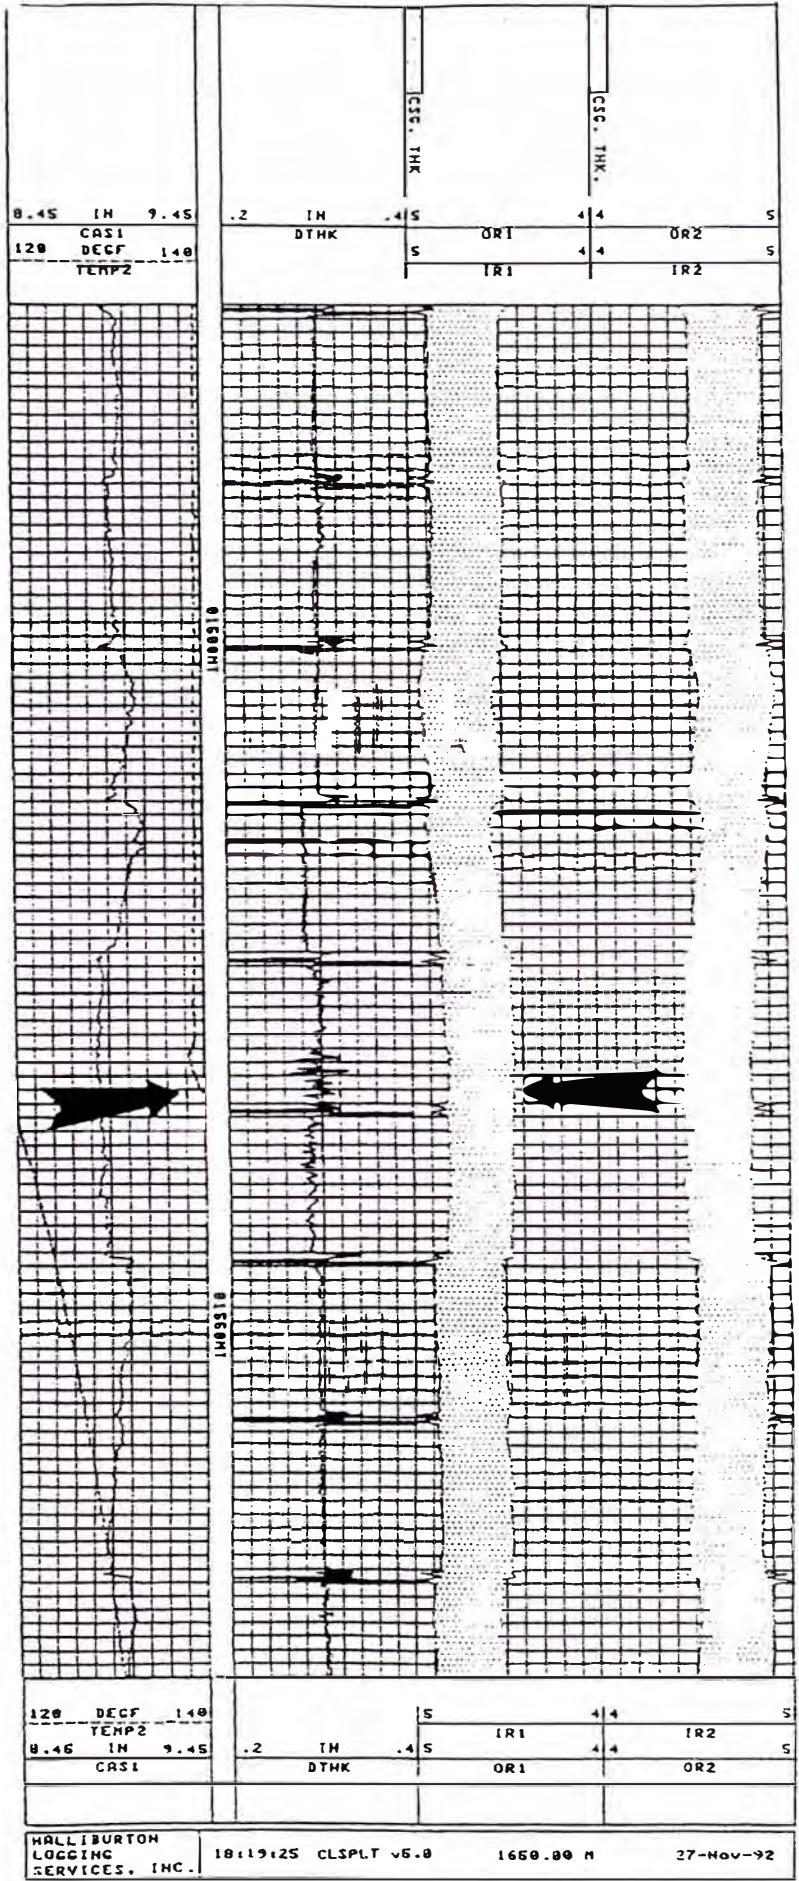 CSG. THK
CSG. THK.
8.45 IN 9.45 .2 IN .4 5 4 4 5
CAS1 DTHK OR1 OR2
120 DEGF 140 5 4 4 5
TEMP2 IR1 IR2
120 DEGF 140 5 4 4 5
TEMP2 IR1 IR2
8.45 IN 9.45 .2 IN .4 5 4 4 5
CAS1 DTHK OR1 OR2
HALLIBURTON
LOGGING
SERVICES, INC.
18:19:25 CLSPLT v6.0 1660.00 M 27-Nov-92